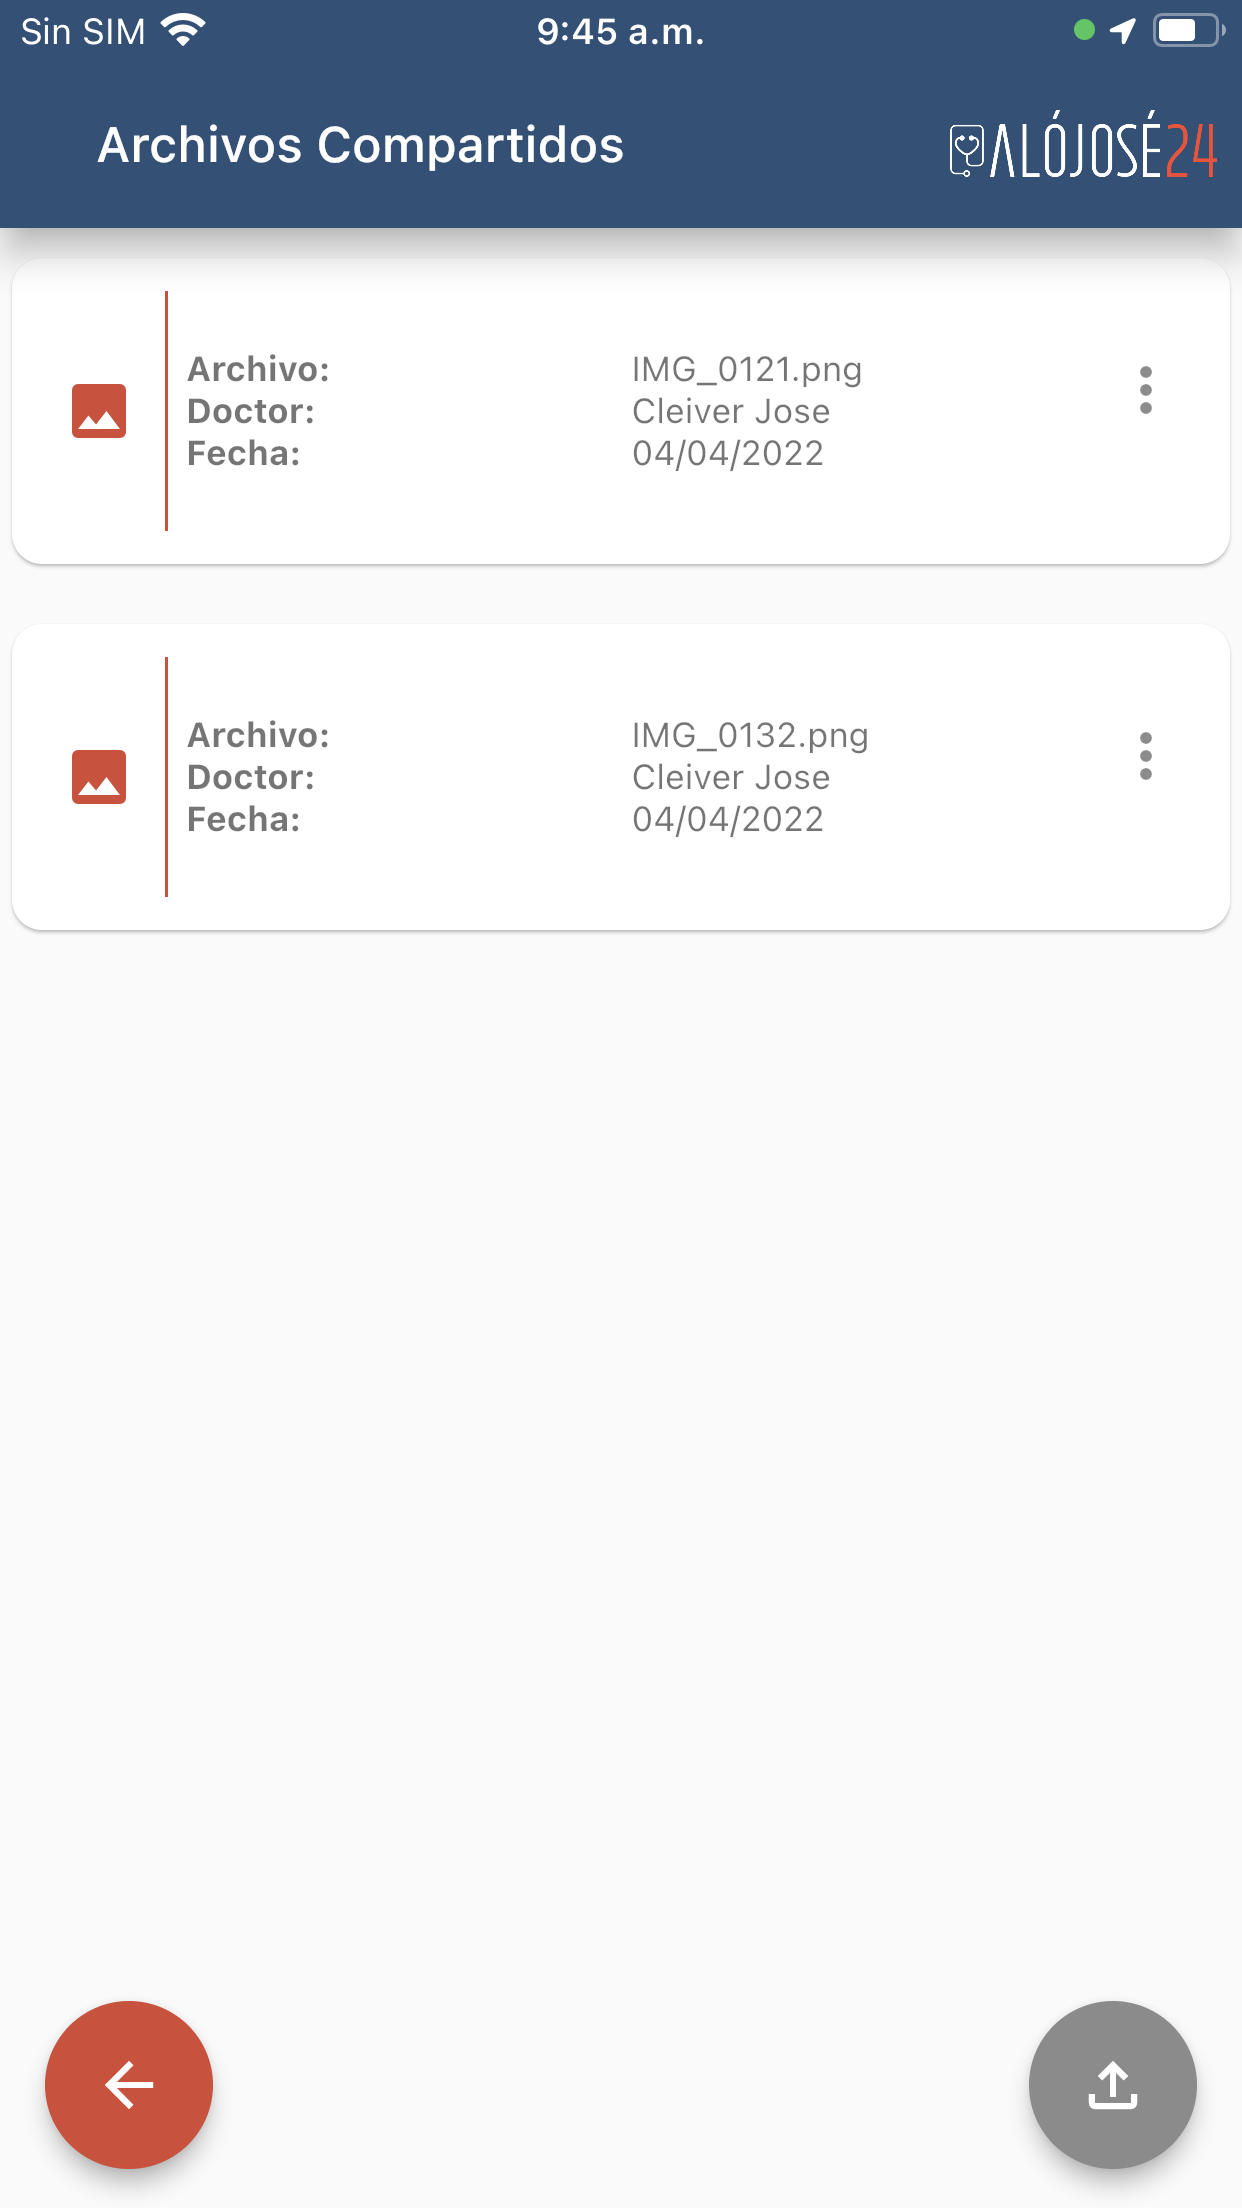 Sin SIM
9:45 a.m.
Archivos Compartidos
ALÓJOSÉ24
Archivo: IMG_0121.png
Doctor: Cleiver Jose
Fecha: 04/04/2022
Archivo: IMG_0132.png
Doctor: Cleiver Jose
Fecha: 04/04/2022